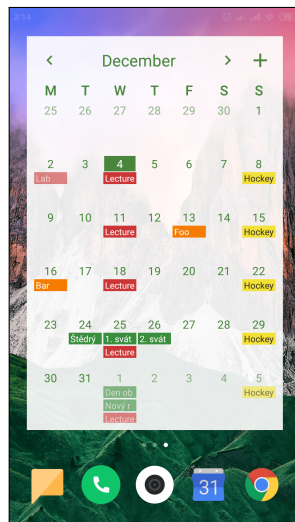 3:14
December
M T W T F S S
25 26 27 28 29 30 1
2 3 4 5 6 7 8
Lab Lecture Hockey
9 10 11 12 13 14 15
Lecture Foo Hockey
16 17 18 19 20 21 22
Bar Lecture Hockey
23 24 25 26 27 28 29
Štědrý 1. svát 2. svát Hockey
Lecture
30 31 1 2 3 4 5
Den ob Hockey
Nový r
Lecture
31